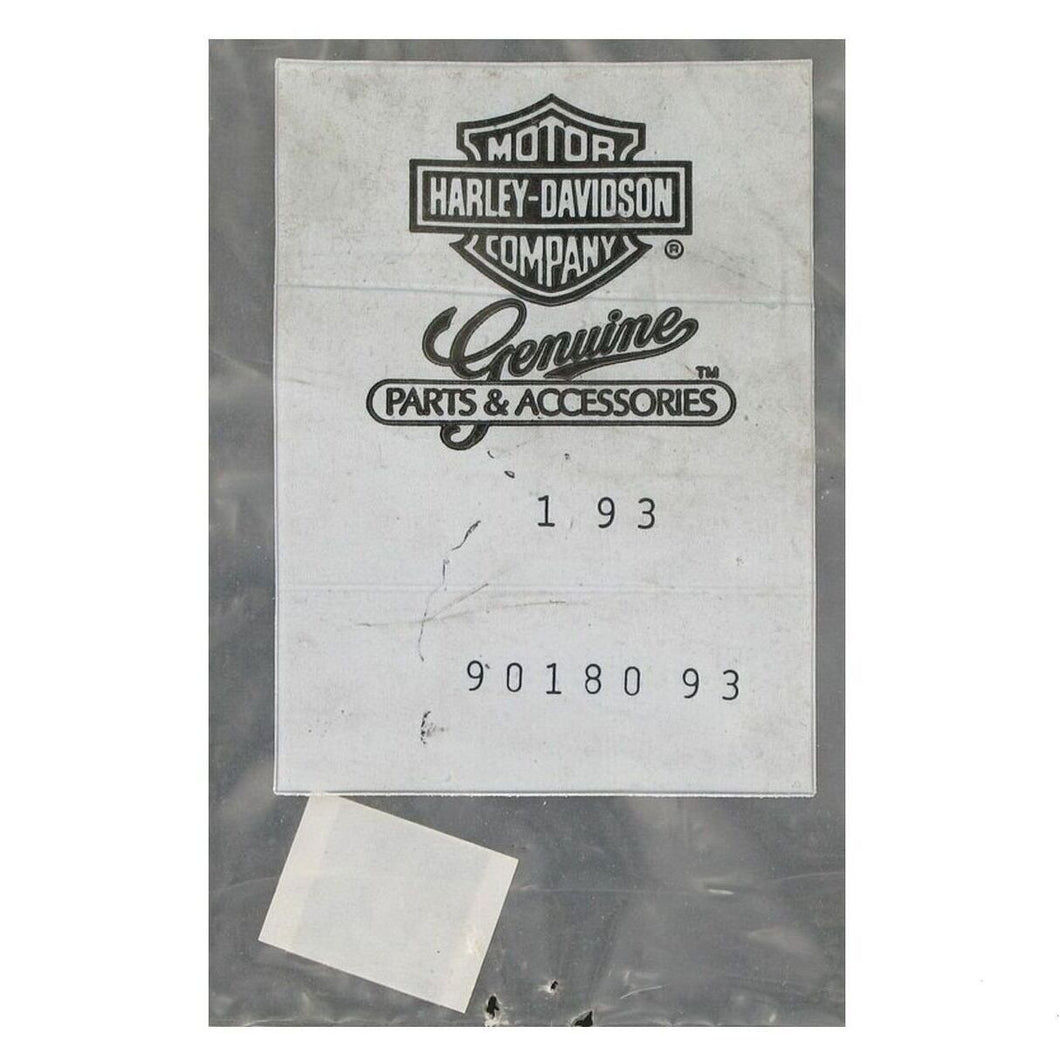 MOTOR
HARLEY-DAVIDSON
COMPANY ®
Genuine
PARTS & ACCESSORIES ™
1 93
90180 93